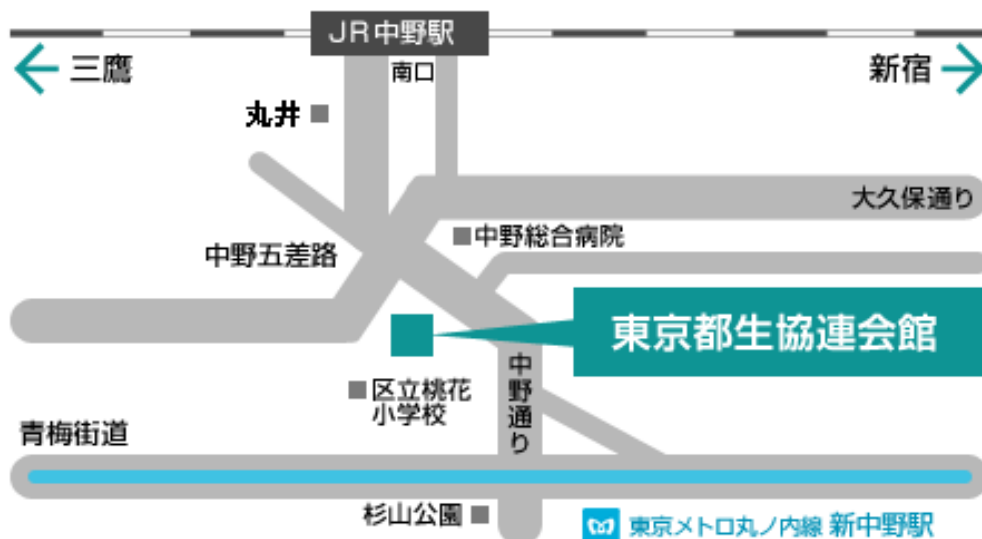 JR中野駅
三鷹
南口
新宿
丸井
大久保通り
中野総合病院
中野五差路
東京都生協連会館
中野通り
区立桃花
小学校
青梅街道
杉山公園
東京メトロ丸ノ内線 新中野駅